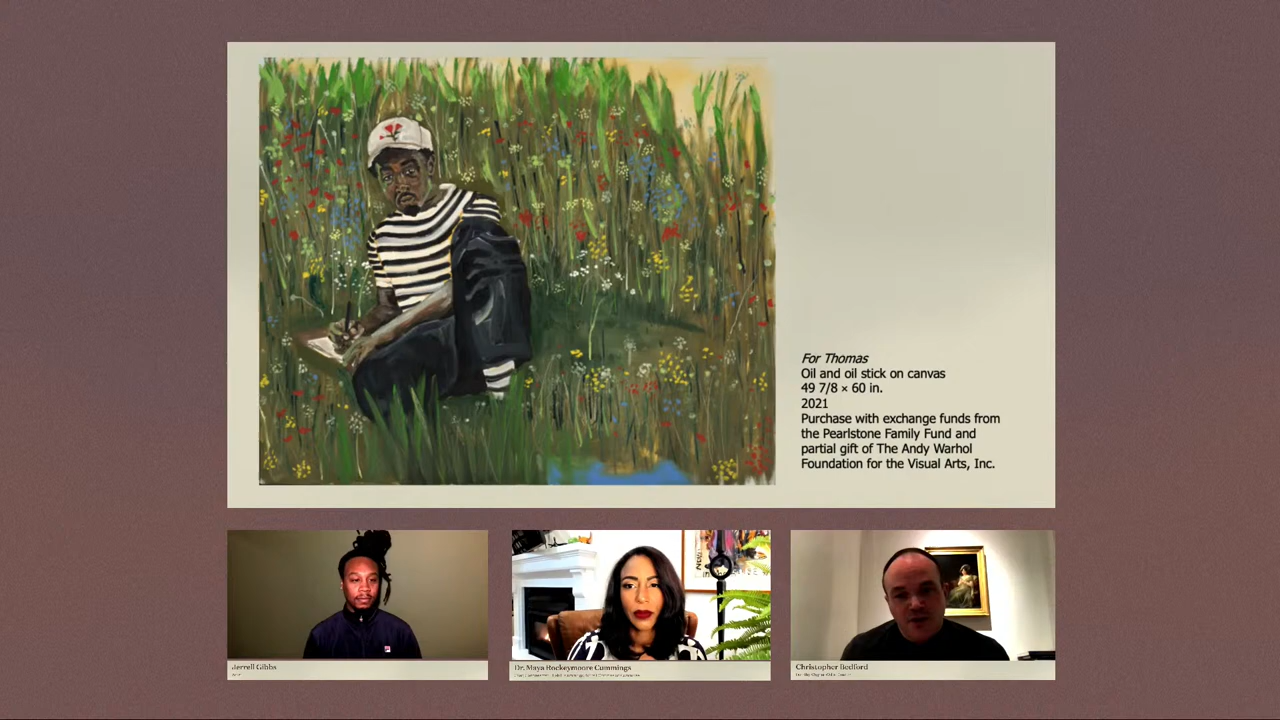 For Thomas
Oil and oil stick on canvas
49 7/8 × 60 in.
2021
Purchase with exchange funds from
the Pearlstone Family Fund and
partial gift of The Andy Warhol
Foundation for the Visual Arts, Inc.
Jerrell Gibbs
Dr. Maya Rockeymoore Cummings
Christopher Bedford